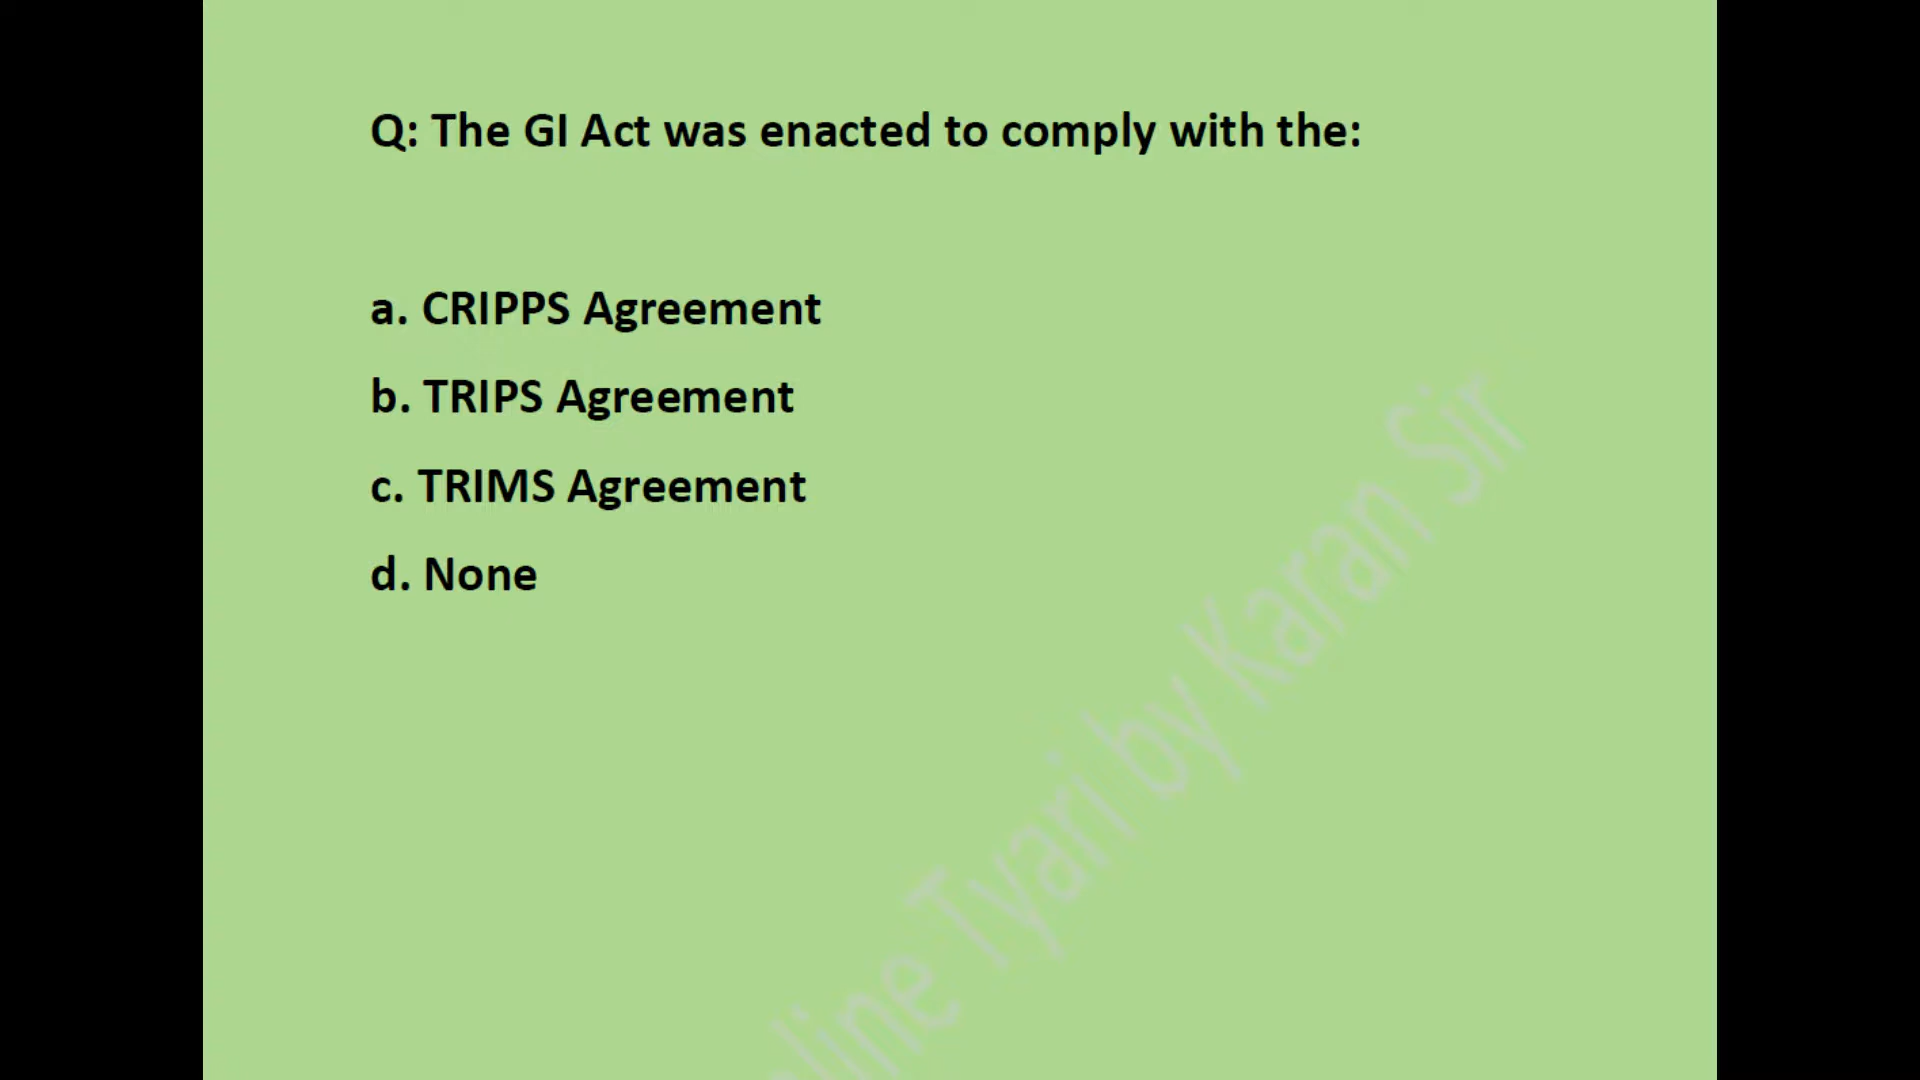 Q: The GI Act was enacted to comply with the:
a. CRIPPS Agreement
b. TRIPS Agreement
c. TRIMS Agreement
d. None
Tyari by Karan Sir